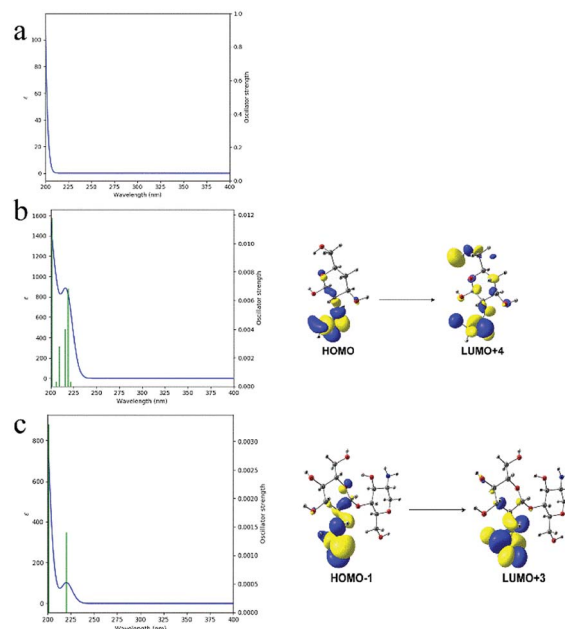 a
1.0
100
0.8
80
0.6
60
ε
Oscillator strength
40
0.4
20
0.2
0
0.0
200 225 250 275 300 325 350 375 400
Wavelength (nm)
b
1600
0.012
1400
0.010
1200
1000
0.008
ε
800
0.006
Oscillator strength
600
0.004
400
200
0.002
0
0.000
200 225 250 275 300 325 350 375 400
Wavelength (nm)
HOMO
LUMO+4
c
800
0.0030
0.0025
600
0.0020
ε
400
0.0015
Oscillator strength
0.0010
200
0.0005
0
0.0000
200 225 250 275 300 325 350 375 400
Wavelength (nm)
HOMO-1
LUMO+3